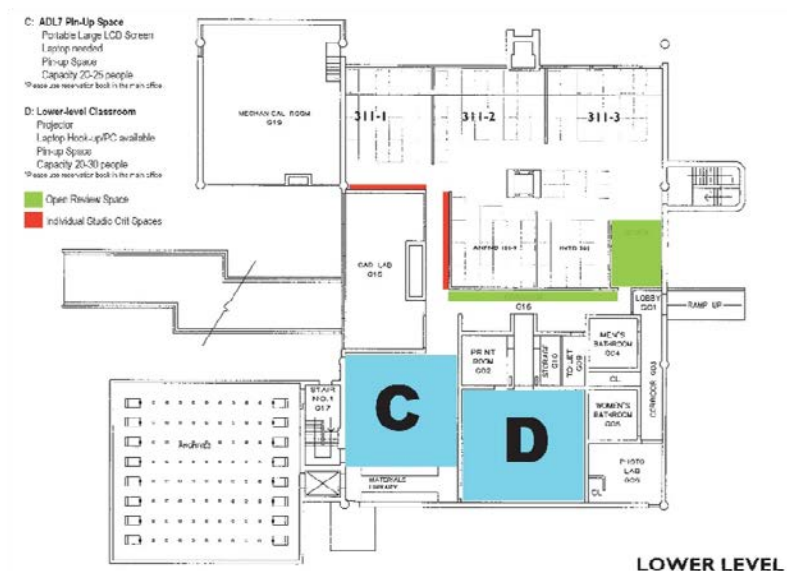 C: ADL7 Pin-Up Space
Portable Large LCD Screen
Laptop needed
Pin-up Space
Capacity 20-25 people
*Please use reservation book in the main office
D: Lower-level Classroom
Projector
Laptop Hook-up/PC available
Pin-up Space
Capacity 20-30 people
*Please use reservation book in the main office
Open Review Space
Individual Studio Crit Spaces
MECHANICAL ROOM
G19
311-1
311-2
311-3
CAD LAB
G15
G16
LOBBY
G01
RAMP UP
PRINT
ROOM
G02
STORAGE
G10
TOILET
G09
MEN'S
BATHROOM
G04
CL
CORRIDOR G03
WOMEN'S
BATHROOM
G05
PHOTO
LAB
G06
CL
STAIR
NO.1
G17
C
D
MATERIALS
LIBRARY
Archives
LOWER LEVEL